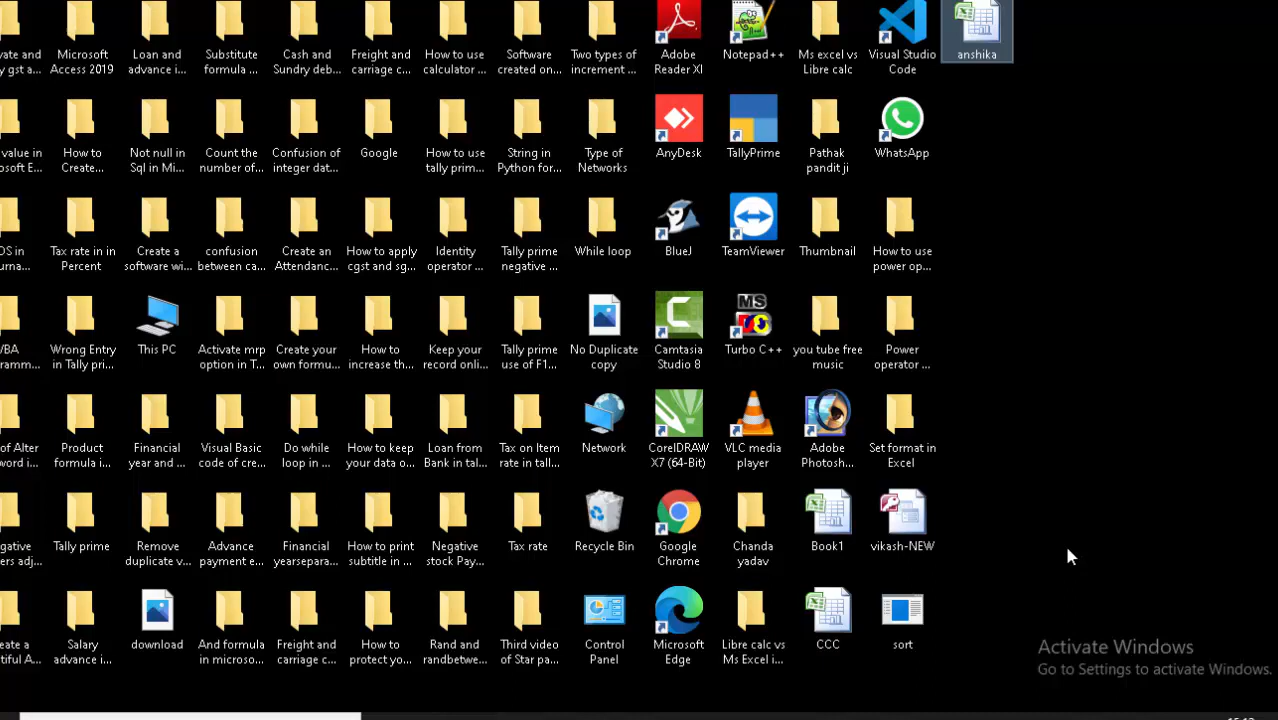 ate and
y gst a...
Microsoft
Access 2019
Loan and
advance i...
Substitute
formula ...
Cash and
Sundry deb...
Freight and
carriage c...
How to use
calculator ...
Software
created on...
Two types of
increment ...
Adobe
Reader XI
Notepad++
Ms excel vs
Libre calc
Visual Studio
Code
anshika
value in
osoft E...
How to
Create...
Not null in
Sql in Mi...
Count the
number of...
Confusion of
integer dat...
Google
How to use
tally prim...
String in
Python for...
Type of
Networks
AnyDesk
TallyPrime
Pathak
pandit ji
WhatsApp
OS in
urna...
Tax rate in in
Percent
Create a
software wi...
confusion
between ca...
Create an
Attendanc...
How to apply
cgst and sg...
Identity
operator ...
Tally prime
negative ...
While loop
BlueJ
TeamViewer
Thumbnail
How to use
power op...
VBA
ramm...
Wrong Entry
in Tally pri...
This PC
Activate mrp
option in T...
Create your
own formu...
How to
increase th...
Keep your
record onli...
Tally prime
use of F1...
No Duplicate
copy
Camtasia
Studio 8
MS
Turbo C++
you tube free
music
Power
operator ...
of Alter
word i...
Product
formula i...
Financial
year and ...
Visual Basic
code of cre...
Do while
loop in ...
How to keep
your data o...
Loan from
Bank in tal...
Tax on Item
rate in tall...
Network
CorelDRAW
X7 (64-Bit)
VLC media
player
Adobe
Photosh...
Set format in
Excel
gative
ers adj...
Tally prime
Remove
duplicate v...
Advance
payment e...
Financial
yearsepara...
How to print
subtitle in ...
Negative
stock Pay...
Tax rate
Recycle Bin
Google
Chrome
Chanda
yadav
Book1
vikash-NEW
eate a
tiful A...
Salary
advance i...
download
And formula
in microso...
Freight and
carriage c...
How to
protect yo...
Rand and
randbetwe...
Third video
of Star pa...
Control
Panel
Microsoft
Edge
Libre calc vs
Ms Excel i...
CCC
sort
Activate Windows
Go to Settings to activate Windows.